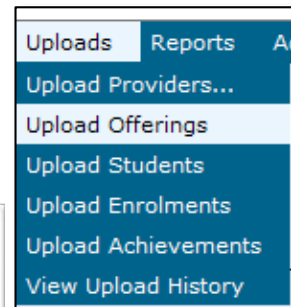 Uploads Reports A
Upload Providers...
Upload Offerings
Upload Students
Upload Enrolments
Upload Achievements
View Upload History